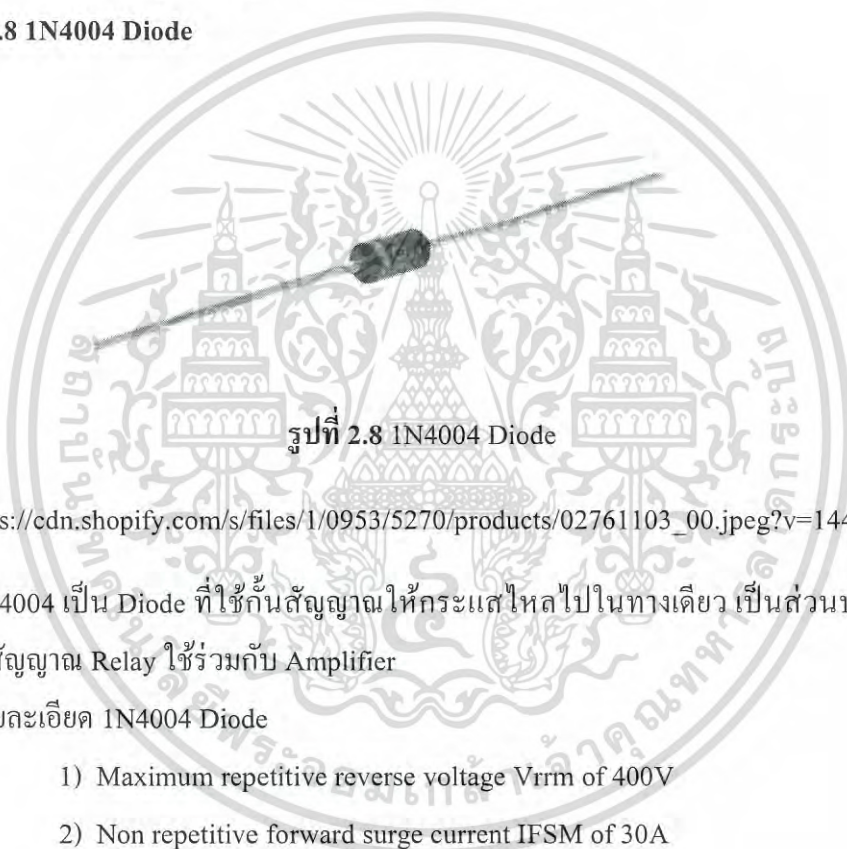 .8 1N4004 Diode
รูปที่ 2.8 1N4004 Diode
s://cdn.shopify.com/s/files/1/0953/5270/products/02761103_00.jpeg?v=144
4004 เป็น Diode ที่ใช้กั้นสัญญาณให้กระแสไหลไปในทางเดียว เป็นส่วน
สัญญาณ Relay ใช้ร่วมกับ Amplifier
ละเอียด 1N4004 Diode
1) Maximum repetitive reverse voltage Vrrm of 400V
2) Non repetitive forward surge current IFSM of 30A